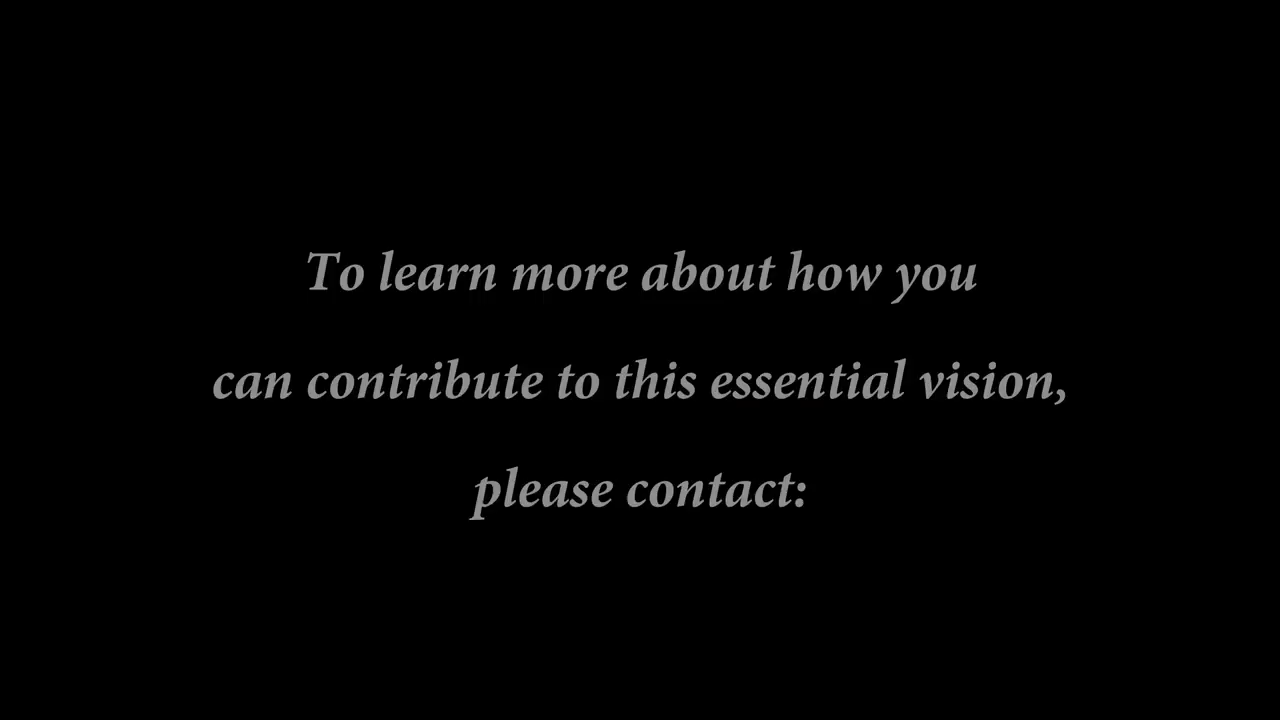 To learn more about how you
can contribute to this essential vision,
please contact: